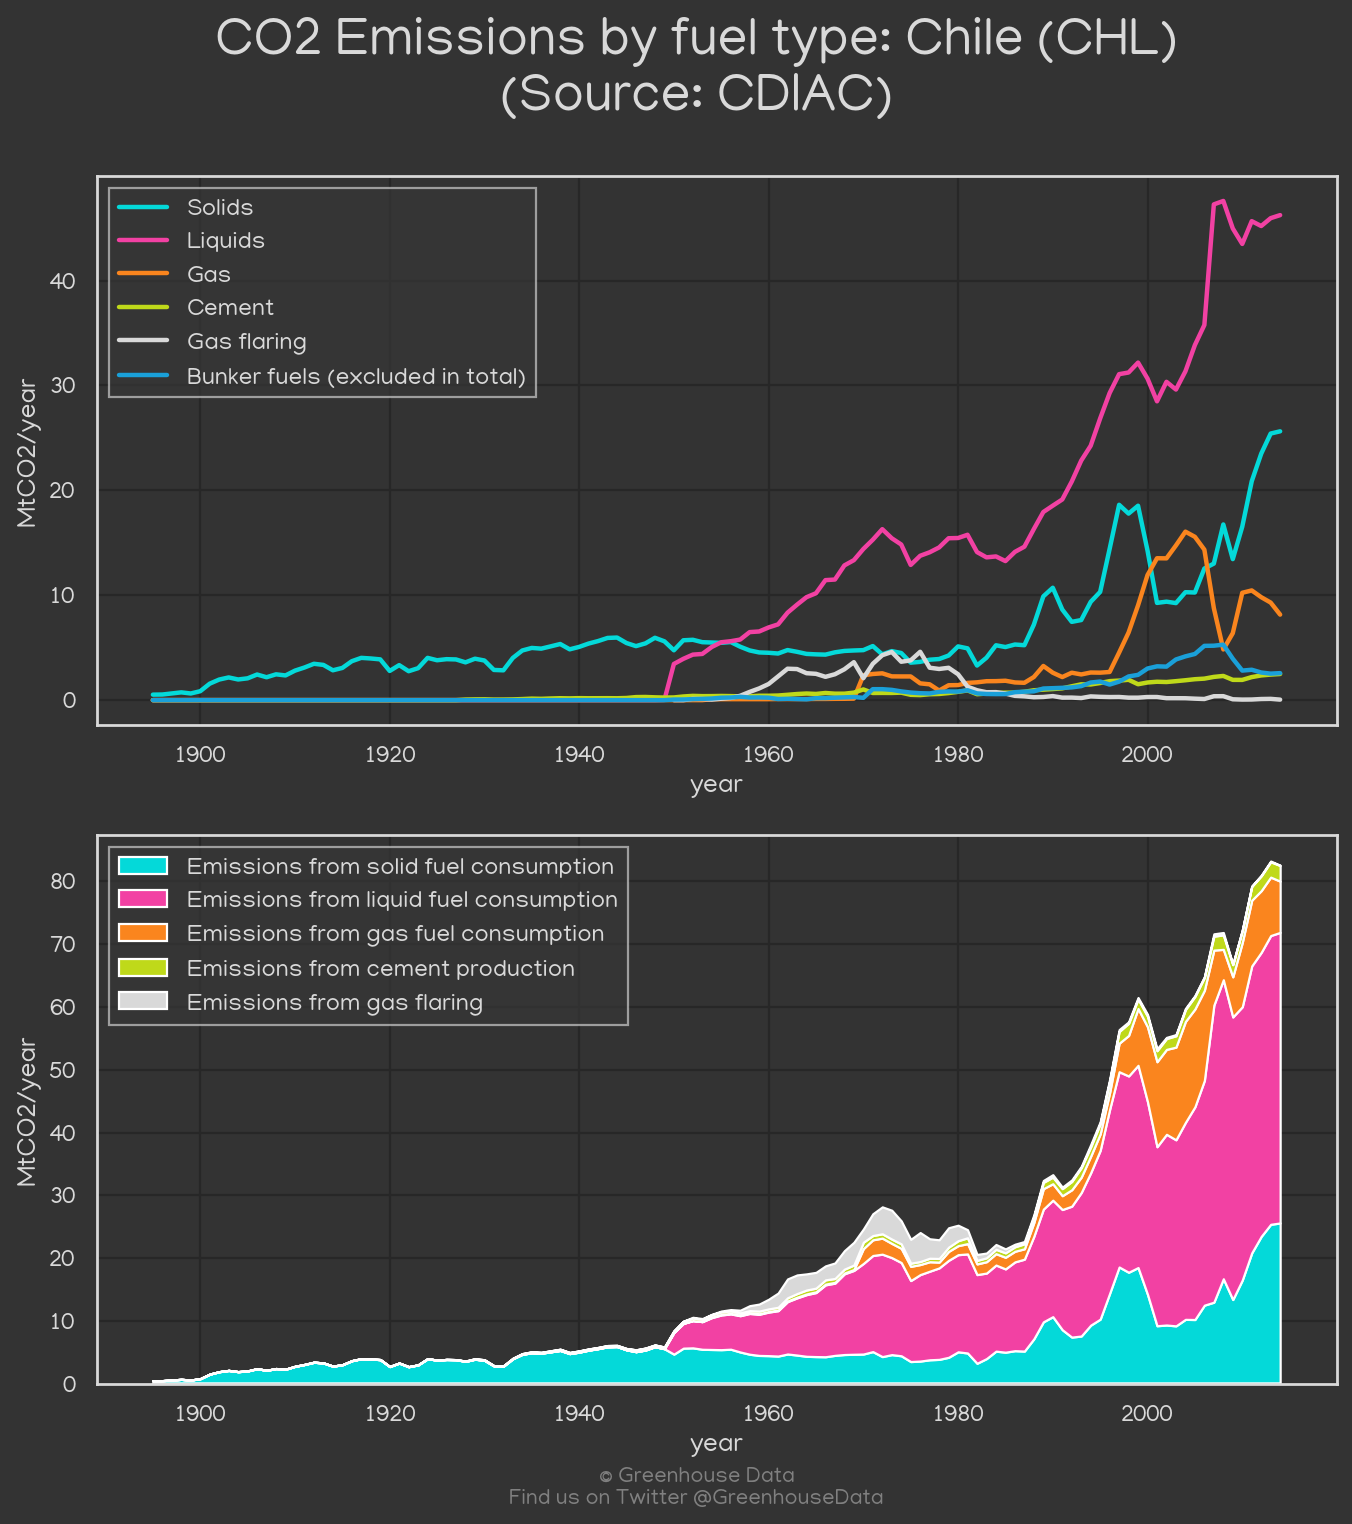 CO2 Emissions by fuel type: Chile (CHL)
(Source: CDIAC)
Solids
Liquids
Gas
Cement
Gas flaring
Bunker fuels (excluded in total)
MtCO2/year
40
30
20
10
0
1900 1920 1940 1960 1980 2000
year
Emissions from solid fuel consumption
Emissions from liquid fuel consumption
Emissions from gas fuel consumption
Emissions from cement production
Emissions from gas flaring
MtCO2/year
80
70
60
50
40
30
20
10
0
1900 1920 1940 1960 1980 2000
year
© Greenhouse Data
Find us on Twitter @GreenhouseData